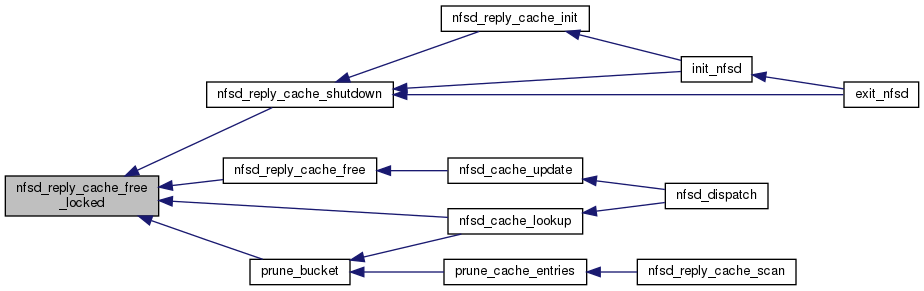 nfsd_reply_cache_init
init_nfsd
nfsd_reply_cache_shutdown
exit_nfsd
nfsd_reply_cache_free
nfsd_cache_update
nfsd_reply_cache_free
_locked
nfsd_dispatch
nfsd_cache_lookup
prune_bucket
prune_cache_entries
nfsd_reply_cache_scan